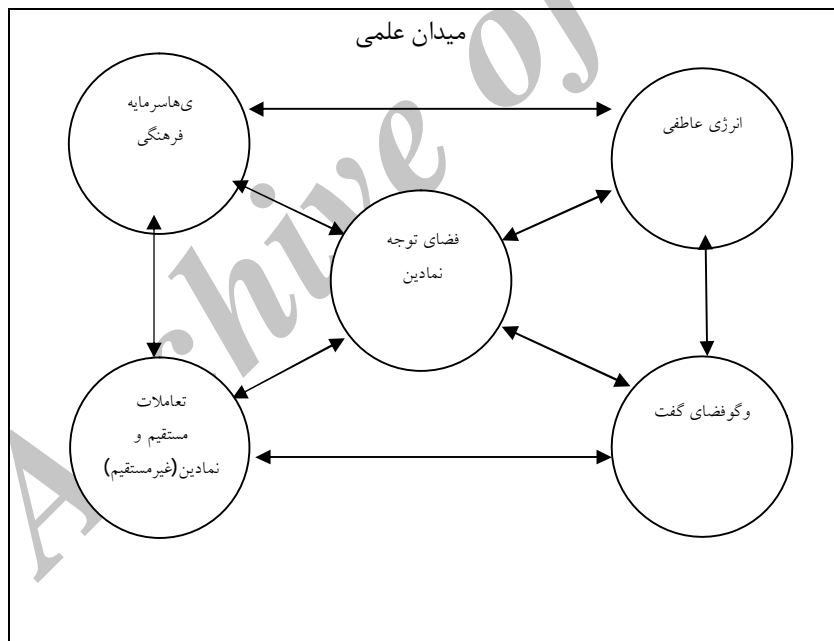 میدان علمی
ی‌هاسرمایه
فرهنگی
انرژی عاطفی
فضای توجه
نمادین
تعاملات
مستقیم و
نمادین(غیرمستقیم)
وگوفضای گفت
Archive of